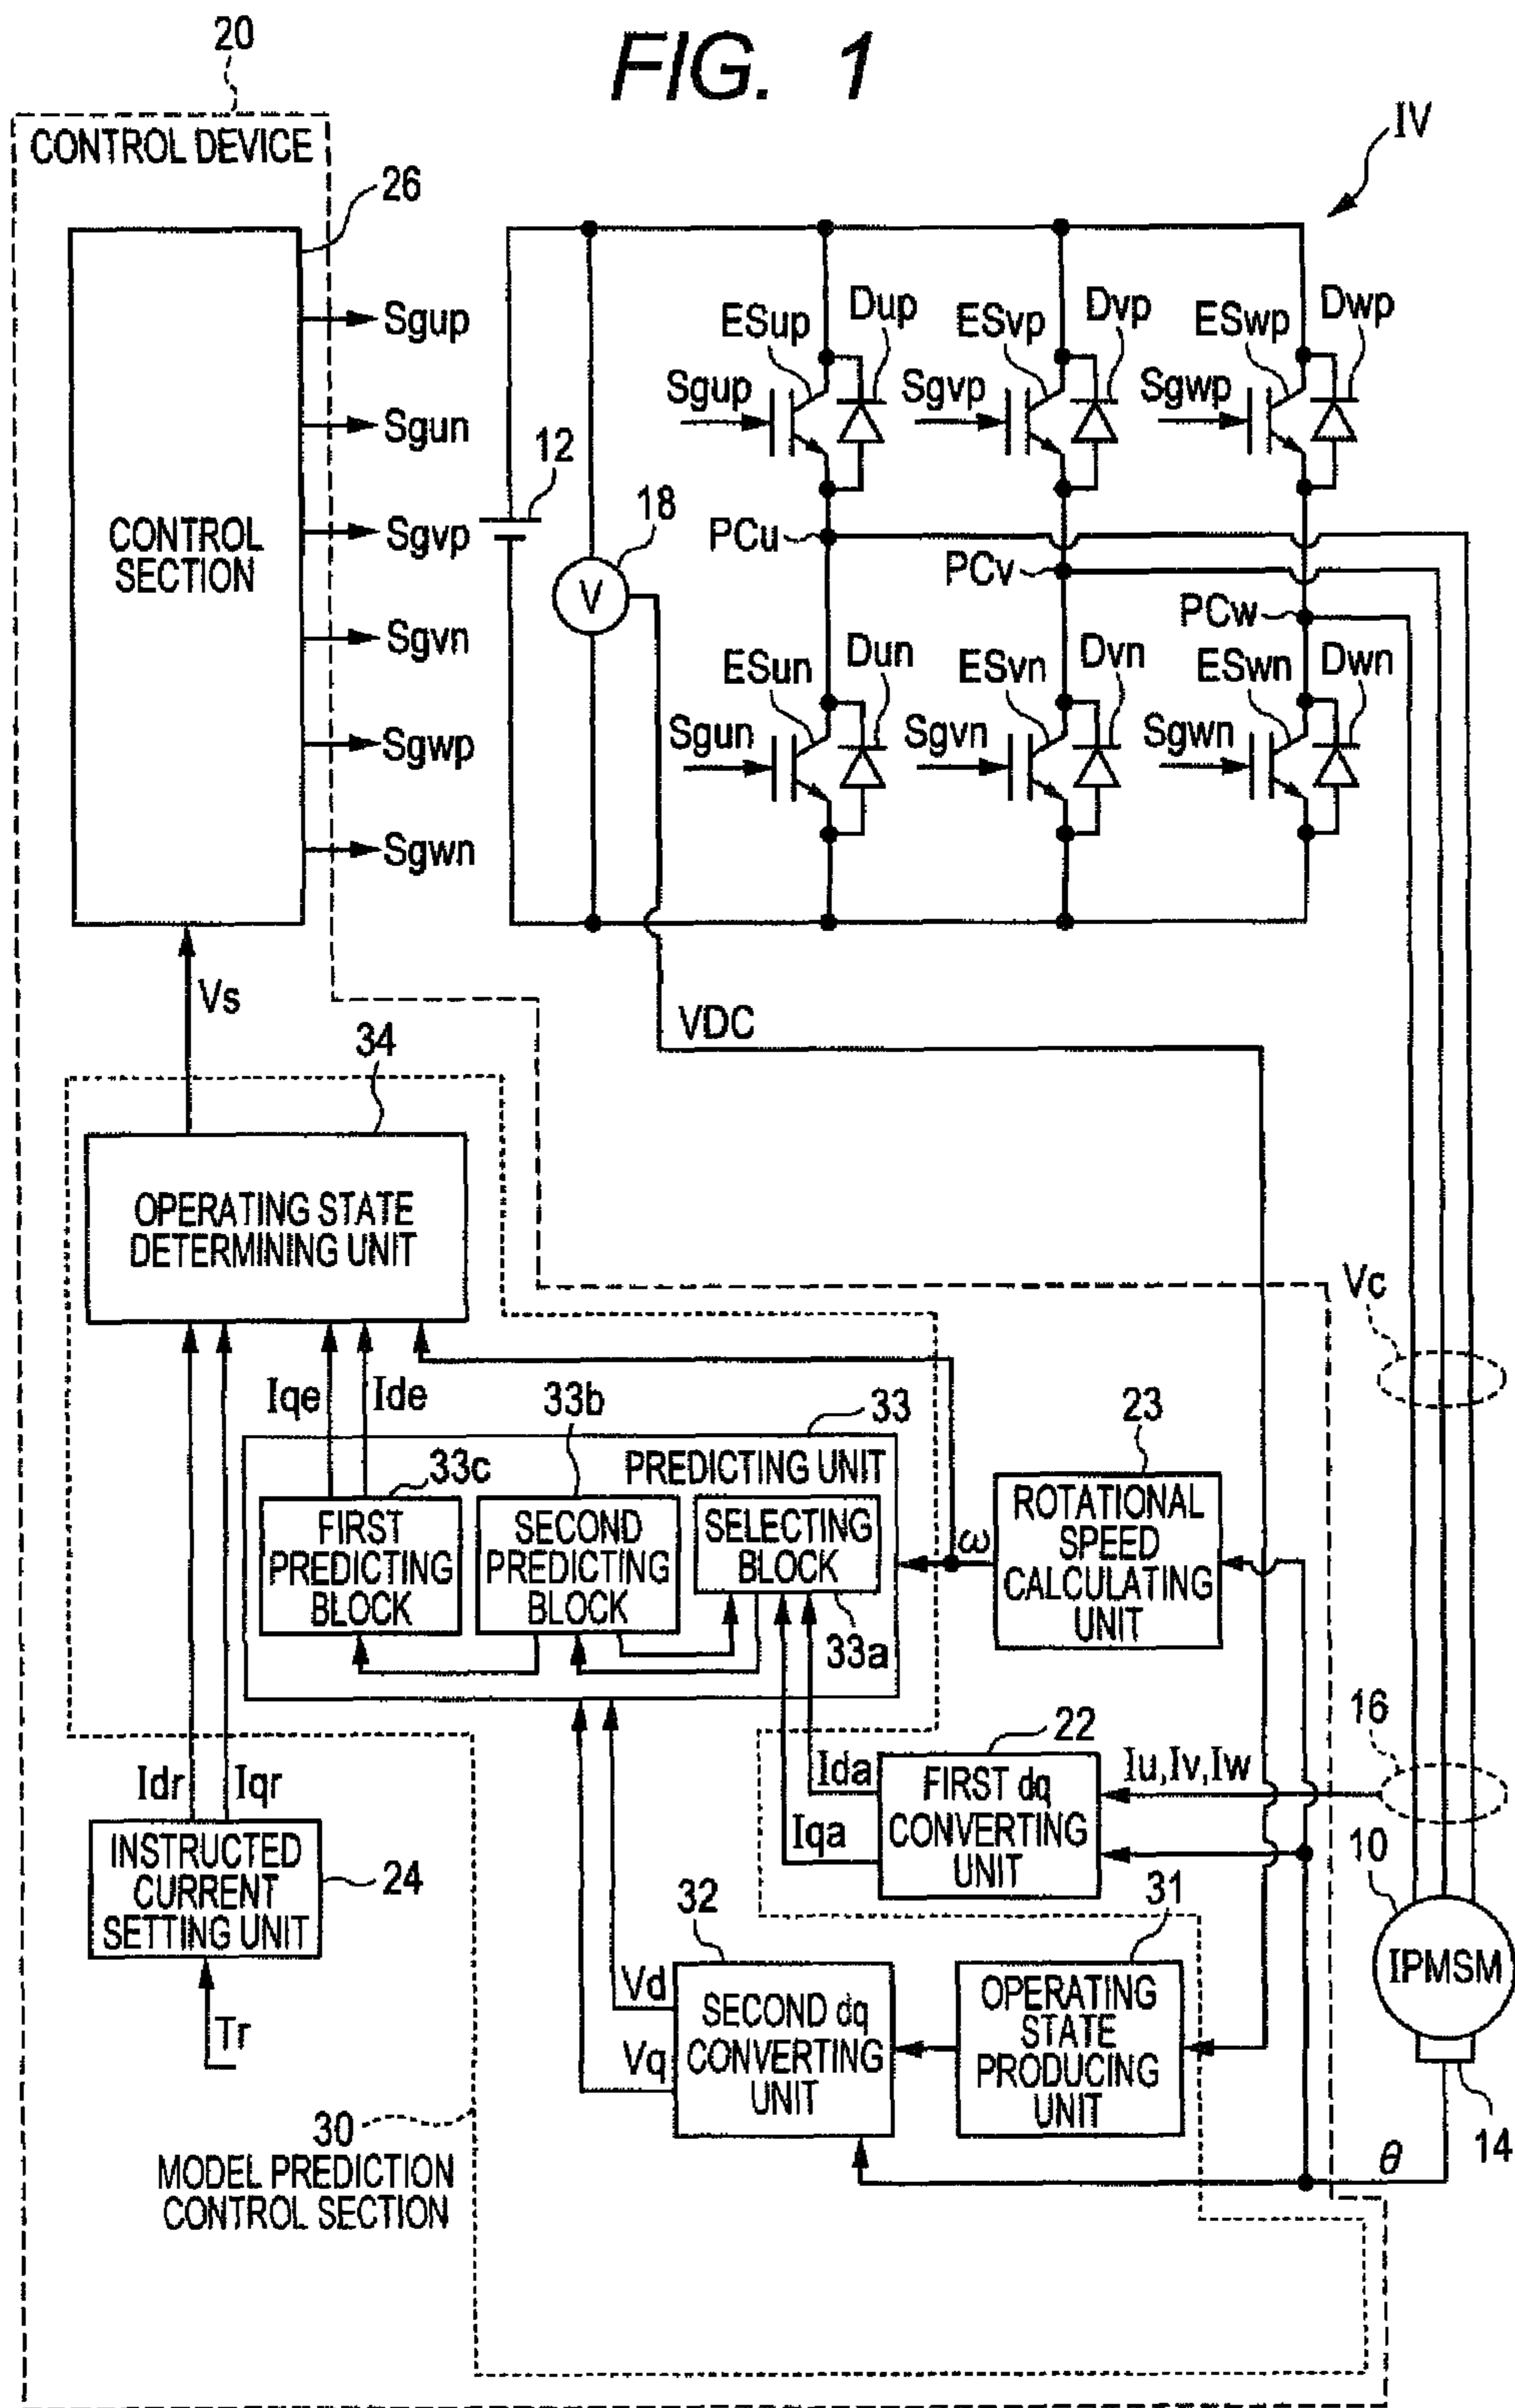 FIG. 1
20
CONTROL DEVICE
IV
26
CONTROL
SECTION
Sgup
Sgun
Sgvp
Sgvn
Sgwp
Sgwn
12
18
V
ESup
Dup
ESvp
Dvp
ESwp
Dwp
Sgup
Sgvp
Sgwp
PCu
PCv
PCw
ESun
Dun
ESvn
Dvn
ESwn
Dwn
Sgun
Sgvn
Sgwn
Vs
VDC
34
OPERATING STATE
DETERMINING UNIT
Vc
Iqe
Ide
33b
33
23
33c
PREDICTING UNIT
FIRST
PREDICTING
BLOCK
SECOND
PREDICTING
BLOCK
SELECTING
BLOCK
33a
ω
ROTATIONAL
SPEED
CALCULATING
UNIT
22
16
Idr
Iqr
Ida
Iqa
FIRST dq
CONVERTING
UNIT
Iu,Iv,Iw
10
INSTRUCTED
CURRENT
SETTING UNIT
24
32
31
IPMSM
Tr
Vd
Vq
SECOND dq
CONVERTING
UNIT
OPERATING
STATE
PRODUCING
UNIT
14
θ
30
MODEL PREDICTION
CONTROL SECTION